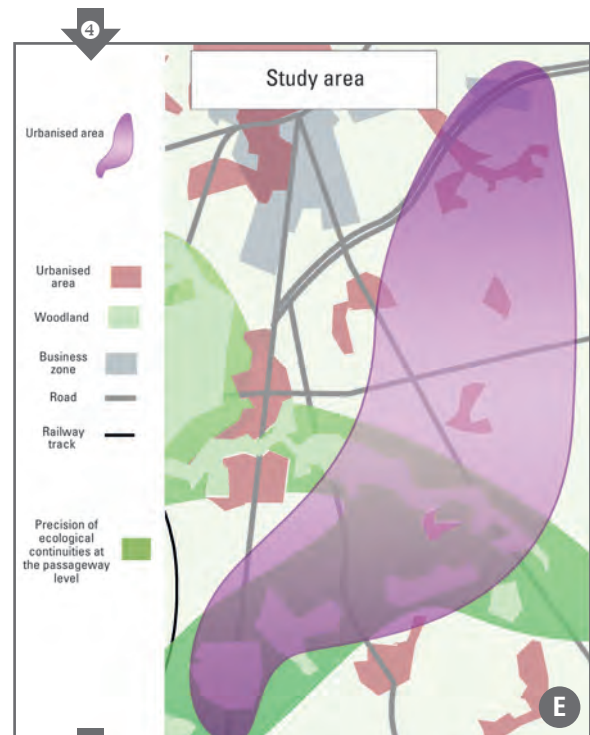 4
Study area
Urbanised area
Urbanised
area
Woodland
Business
zone
Road
Railway
track
Precision of
ecological
continuities at
the passageway
level
E